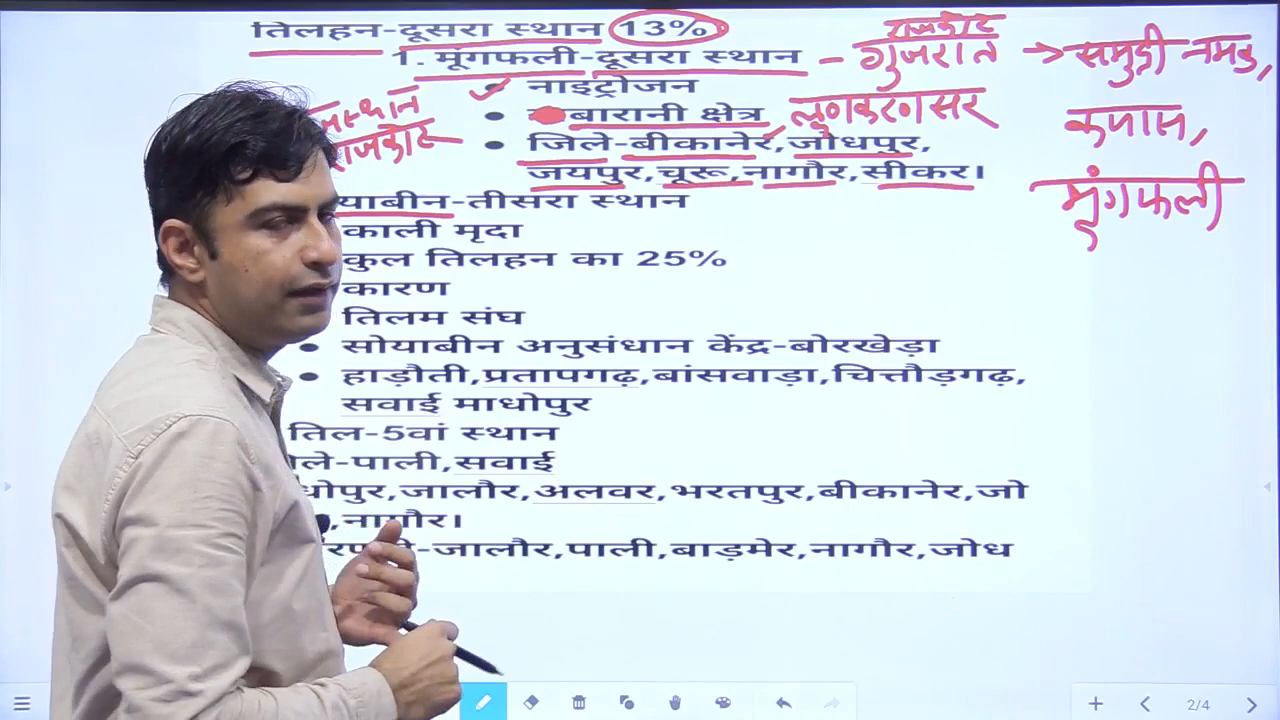 तिलहन-दूसरा स्थान 13%
राजकोट
1. मूंगफली-दूसरा स्थान - गुजरात → समुद्री नमक,
नाइट्रोजन
बारानी क्षेत्र लूणकरणसर
कपास,
राजकोट
जिले-बीकानेर,जोधपुर,
जयपुर,चूरू,नागौर,सीकर।
मूंगफली
याबीन-तीसरा स्थान
काली मृदा
कुल तिलहन का 25%
कारण
तिलम संघ
• सोयाबीन अनुसंधान केंद्र-बोरखेड़ा
• हाड़ौती,प्रतापगढ़,बांसवाड़ा,चित्तौड़गढ़,
सवाई माधोपुर
तिल-5वां स्थान
ले-पाली,सवाई
धोपुर,जालौर,अलवर,भरतपुर,बीकानेर,जो
,नागौर।
-जालौर,पाली,बाड़मेर,नागौर,जोध
2/4